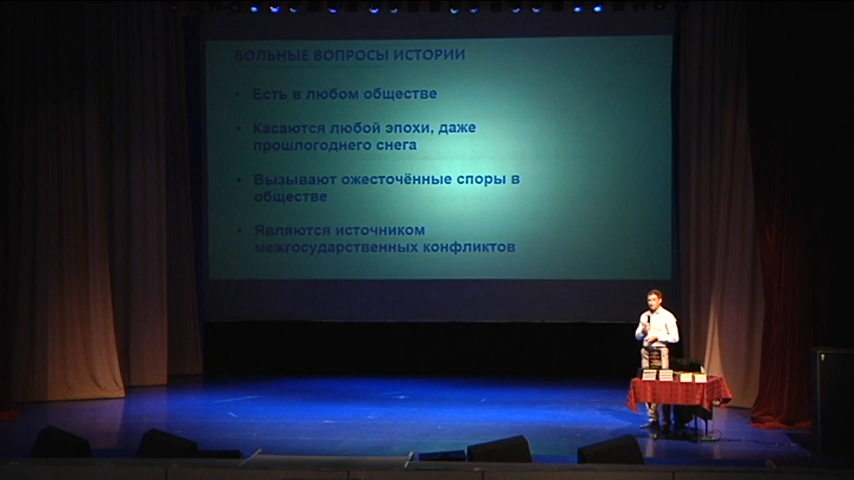 БОЛЬНЫЕ ВОПРОСЫ ИСТОРИИ
• Есть в любом обществе
• Касаются любой эпохи, даже
прошлогоднего снега
• Вызывают ожесточённые споры в
обществе
• Являются источником
межгосударственных конфликтов